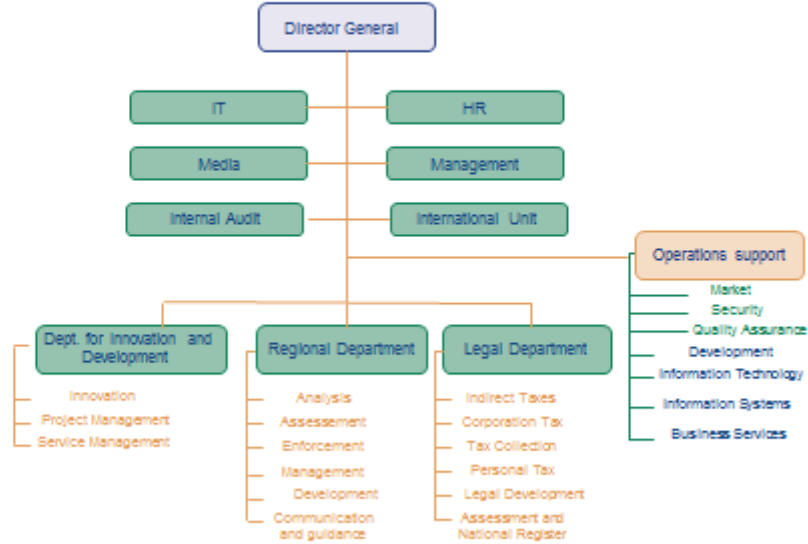 Director General
IT
HR
Media
Management
Internal Audit
International Unit
Operations support
Market
Security
Quality Assurance
Development
Information Technology
Information Systems
Business Services
Dept. for Innovation and
Development
Innovation
Project Management
Service Management
Regional Department
Analysis
Assessement
Enforcement
Management
Development
Communication
and guidance
Legal Department
Indirect Taxes
Corporation Tax
Tax Collection
Personal Tax
Legal Development
Assessment and
National Register